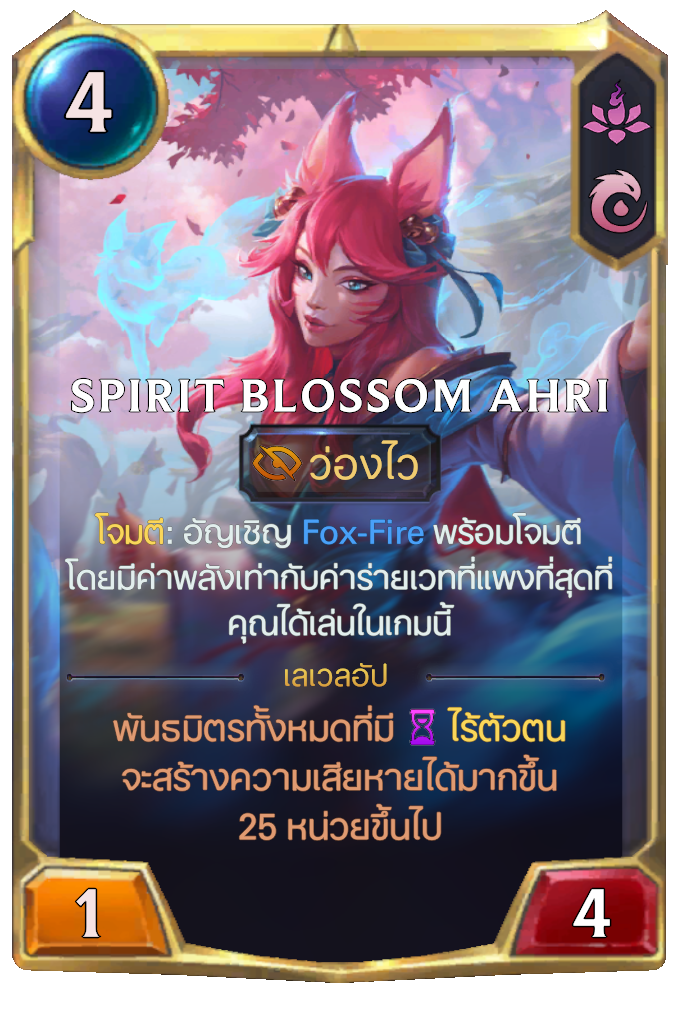 4
SPIRIT BLOSSOM AHRI
ว่องไว
โจมตี: อัญเชิญ Fox-Fire พร้อมโจมตี
โดยมีค่าพลังเท่ากับค่าร่ายเวทที่แพงที่สุดที่
คุณได้เล่นในเกมนี้
เลเวลอัป
พันธมิตรทั้งหมดที่มี ไร้ตัวตน
จะสร้างความเสียหายได้มากขึ้น
25 หน่วยขึ้นไป
1
4